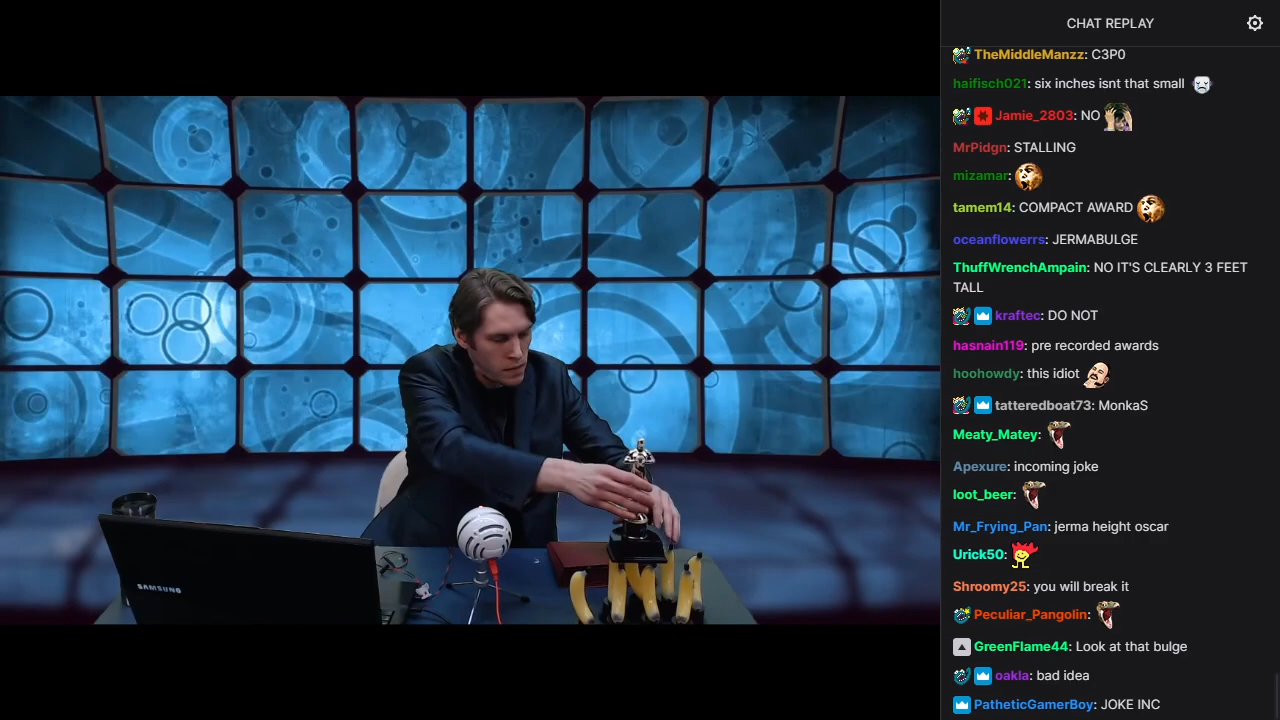 CHAT REPLAY
TheMiddleManzz: C3P0
haifisch021: six inches isnt that small
Jamie_2803: NO
MrPidgn: STALLING
mizamar:
tamem14: COMPACT AWARD
oceanflowerrs: JERMABULGE
ThuffWrenchAmpain: NO IT'S CLEARLY 3 FEET
TALL
kraftec: DO NOT
hasnain119: pre recorded awards
hoohowdy: this idiot
tatteredboat73: MonkaS
Meaty_Matey:
Apexure: incoming joke
loot_beer:
Mr_Frying_Pan: jerma height oscar
Urick50:
Shroomy25: you will break it
Peculiar_Pangolin:
GreenFlame44: Look at that bulge
oakla: bad idea
PatheticGamerBoy: JOKE INC
SAMSUNG